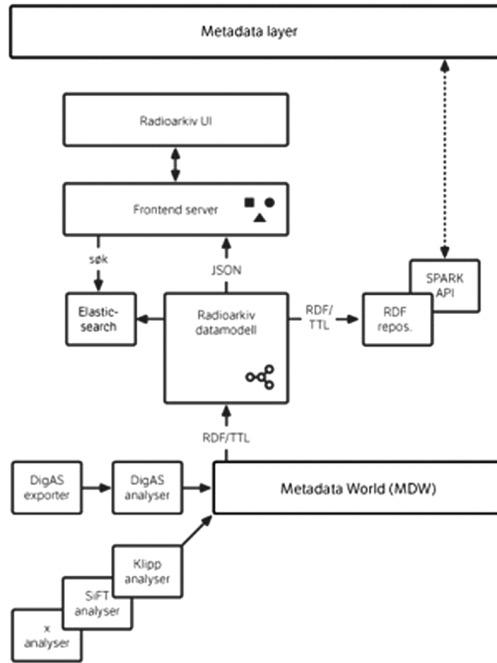 Metadata layer
Radioarkiv UI
Frontend server
søk
JSON
SPARK
API
Elastic-
search
Radioarkiv
datamodell
RDF/
TTL
RDF
repos.
RDF/TTL
DigAS
exporter
DigAS
analyser
Metadata World (MDW)
Klipp
analyser
SiFT
analyser
x
analyser